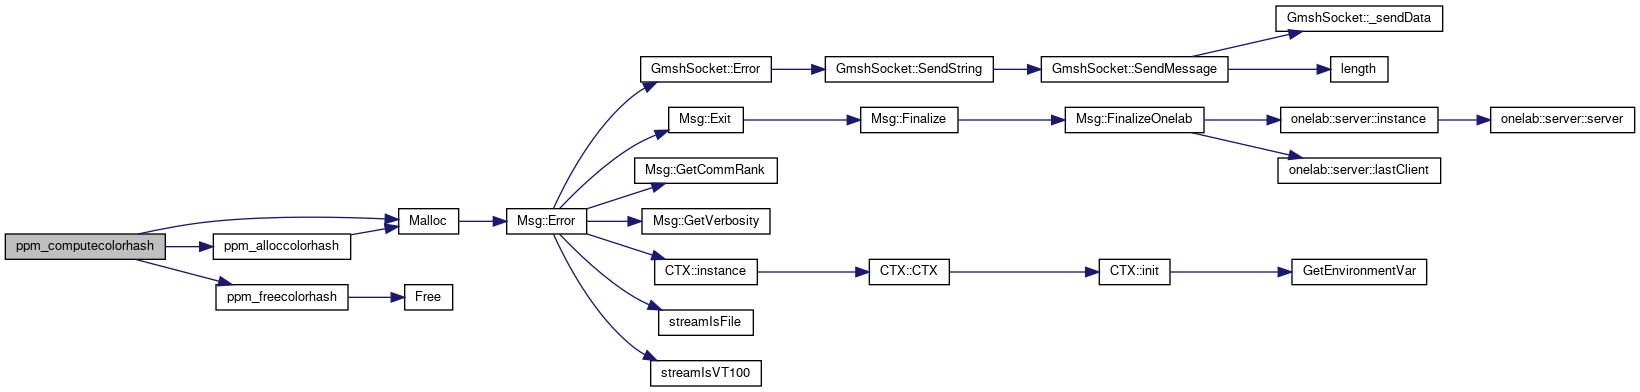 GmshSocket::_sendData
GmshSocket::Error
GmshSocket::SendString
GmshSocket::SendMessage
length
Msg::Exit
Msg::Finalize
Msg::FinalizeOnelab
onelab::server::instance
onelab::server::server
Msg::GetCommRank
onelab::server::lastClient
Malloc
Msg::Error
Msg::GetVerbosity
ppm_computecolorhash
ppm_alloccolorhash
CTX::instance
CTX::CTX
CTX::init
GetEnvironmentVar
ppm_freecolorhash
Free
streamIsFile
streamIsVT100